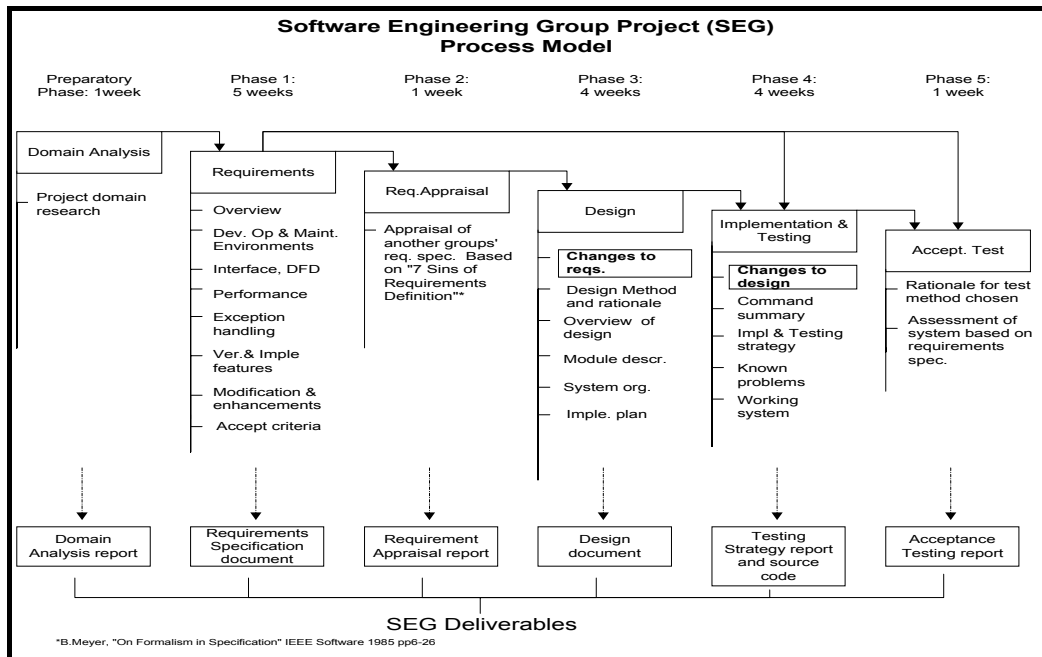 Software Engineering Group Project (SEG)
Process Model
Preparatory
Phase: 1week
Phase 1:
5 weeks
Phase 2:
1 week
Phase 3:
4 weeks
Phase 4:
4 weeks
Phase 5:
1 week
Domain Analysis
Project domain
research
Requirements
Overview
Dev. Op & Maint.
Environments
Interface, DFD
Performance
Exception
handling
Ver.& Imple
features
Modification &
enhancements
Accept criteria
Req.Appraisal
Appraisal of
another groups'
req. spec. Based
on "7 Sins of
Requirements
Definition"*
Design
Changes to
reqs.
Design Method
and rationale
Overview of
design
Module descr.
System org.
Imple. plan
Implementation &
Testing
Changes to
design
Command
summary
Impl & Testing
strategy
Known
problems
Working
system
Accept. Test
Rationale for test
method chosen
Assessment of
system based on
requirements
spec.
Domain
Analysis report
Requirements
Specification
document
Requirement
Appraisal report
Design
document
Testing
Strategy report
and source
code
Acceptance
Testing report
SEG Deliverables
*B.Meyer, "On Formalism in Specification" IEEE Software 1985 pp6-26